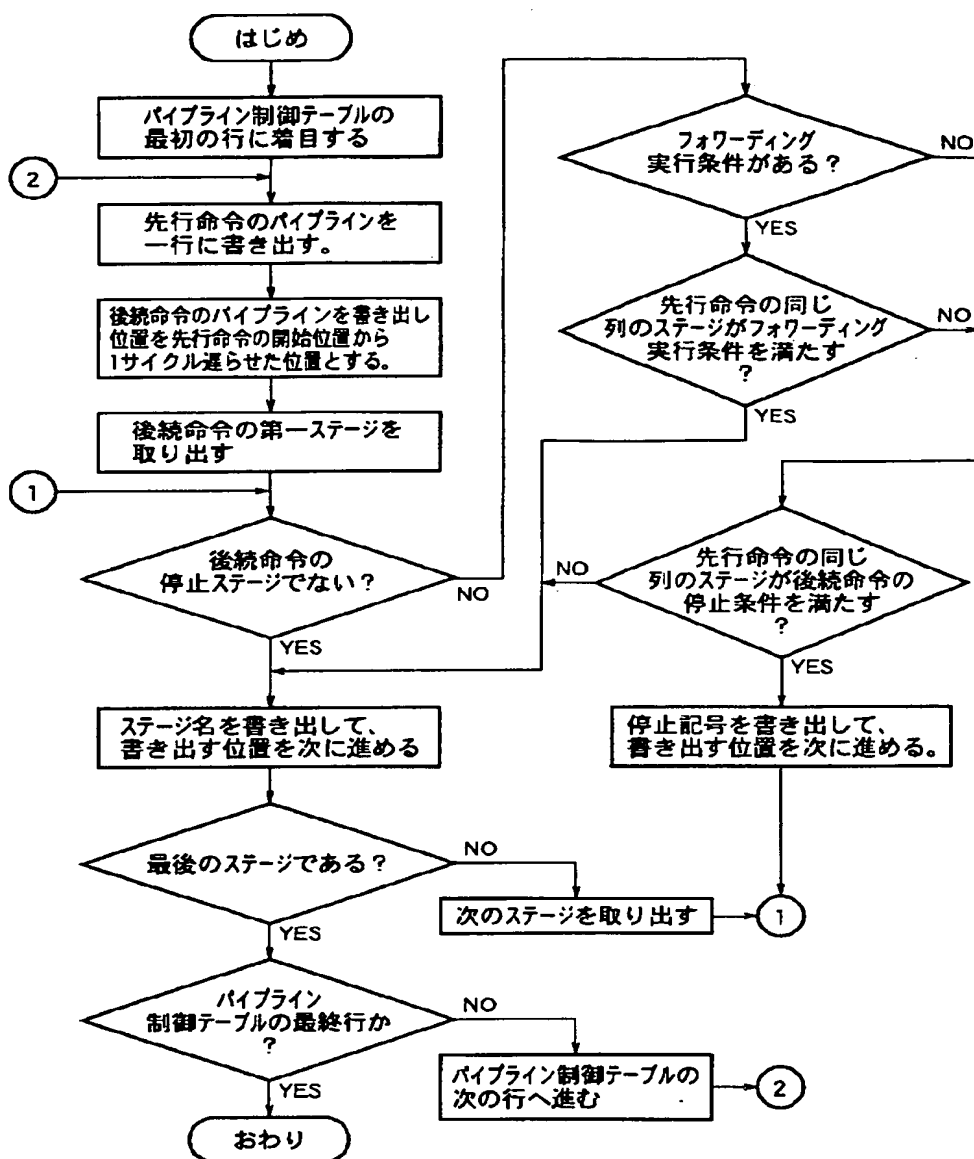 はじめ
パイプライン制御テーブルの
最初の行に着目する
2
先行命令のパイプラインを
一行に書き出す。
後続命令のパイプラインを書き出し
位置を先行命令の開始位置から
1サイクル遅らせた位置とする。
後続命令の第一ステージを
取り出す
1
後続命令の
停止ステージでない?
NO
YES
ステージ名を書き出して、
書き出す位置を次に進める
最後のステージである?
NO
次のステージを取り出す
1
YES
パイプライン
制御テーブルの最終行か
?
NO
パイプライン制御テーブルの
次の行へ進む
2
YES
おわり
フォワーディング
実行条件がある?
NO
YES
先行命令の同じ
列のステージがフォワーディング
実行条件を満たす
?
NO
YES
先行命令の同じ
列のステージが後続命令の
停止条件を満たす
?
NO
YES
停止記号を書き出して、
書き出す位置を次に進める。